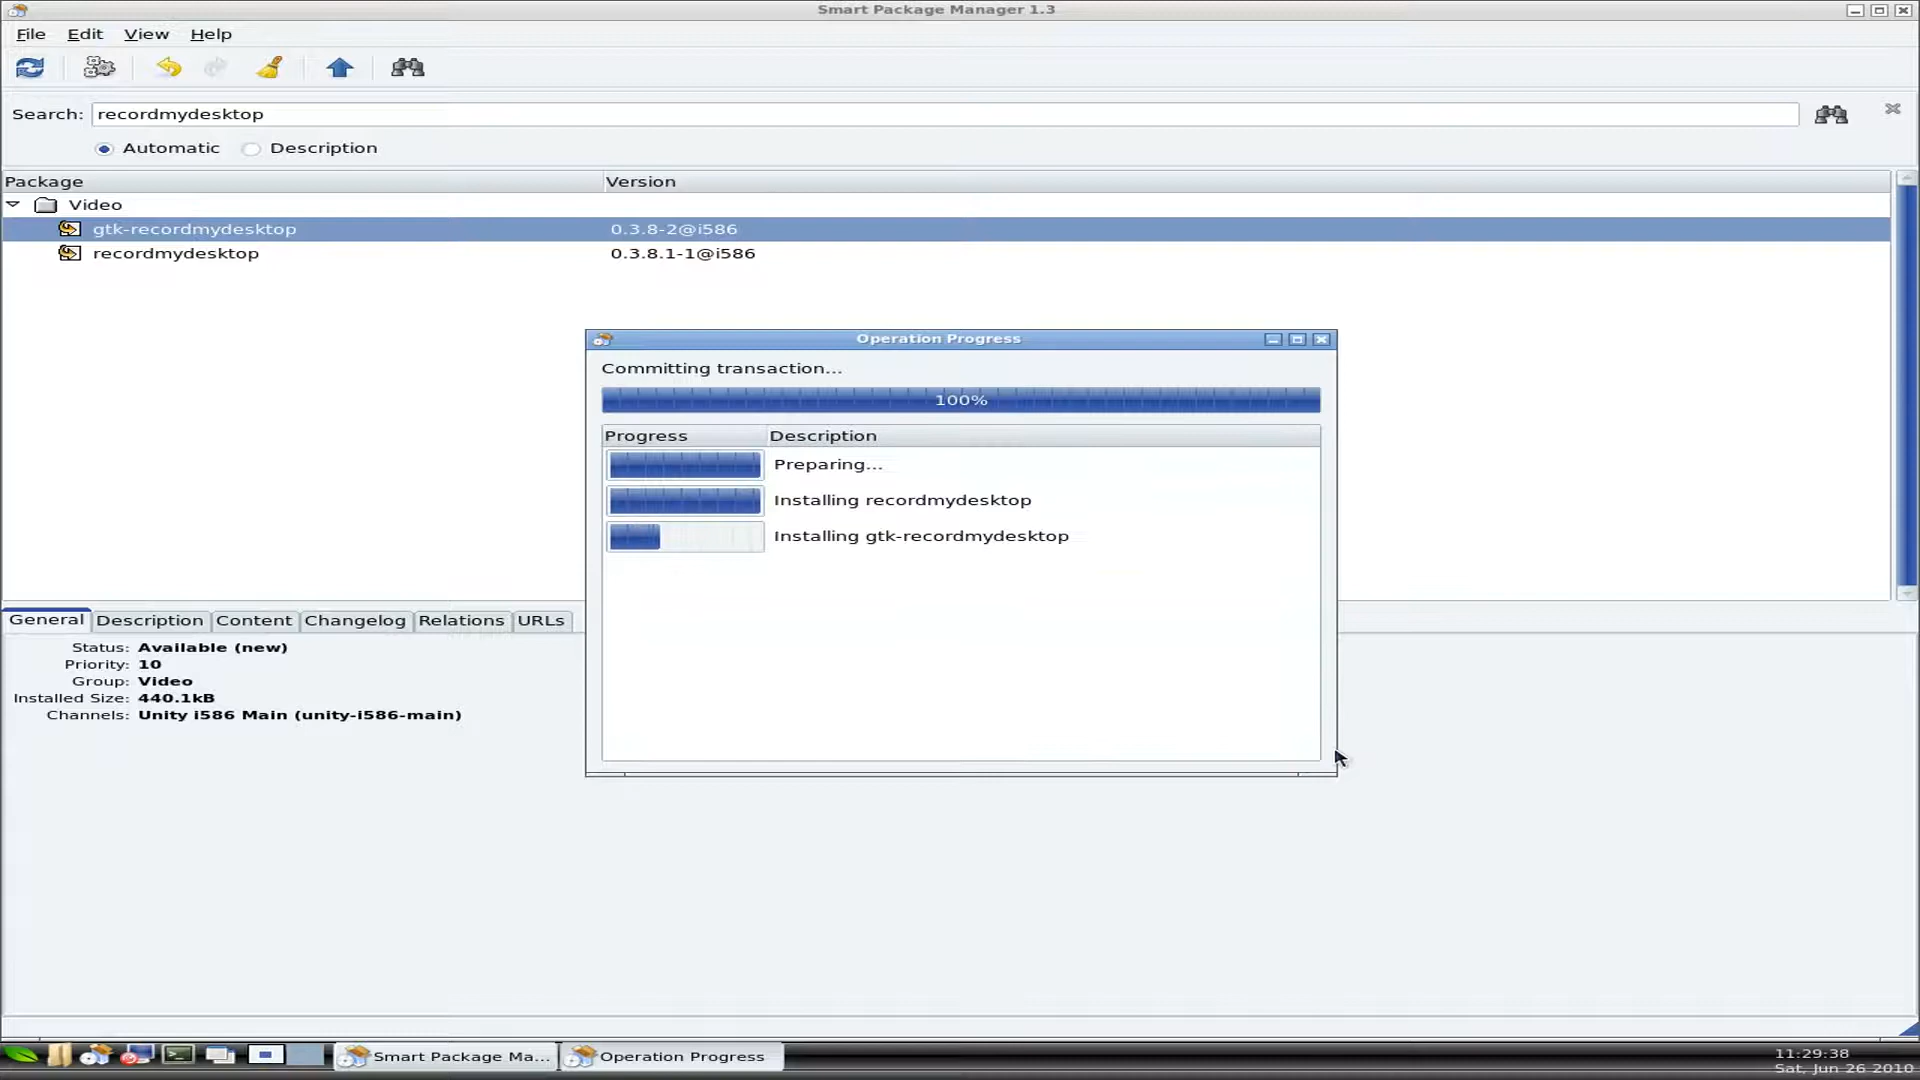 Smart Package Manager 1.3
File Edit View Help
Search: recordmydesktop
Automatic Description
Package Version
Video
gtk-recordmydesktop 0.3.8-2@i586
recordmydesktop 0.3.8.1-1@i586
Operation Progress
Committing transaction...
100%
Progress Description
Preparing...
Installing recordmydesktop
Installing gtk-recordmydesktop
General Description Content Changelog Relations URLs
Status: Available (new)
Priority: 10
Group: Video
Installed Size: 440.1kB
Channels: Unity i586 Main (unity-i586-main)
Smart Package Ma... Operation Progress
11:29:38
Sat, Jun 26 2010